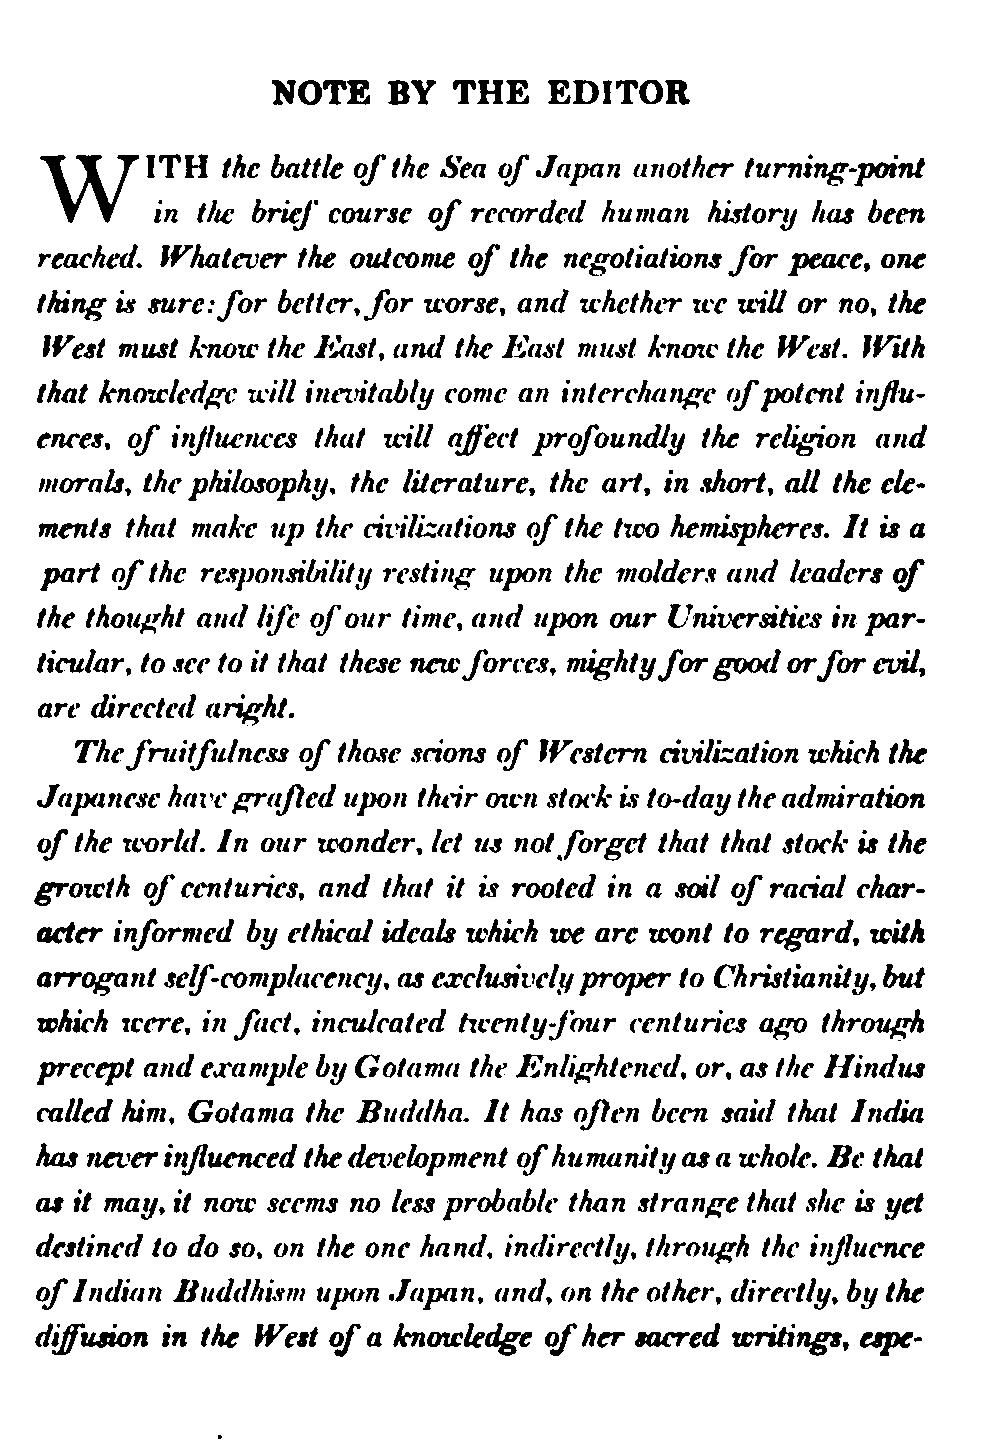 NOTE BY THE EDITOR
WITH the battle of the Sea of Japan another turning-point
in the brief course of recorded human history has been
reached. Whatever the outcome of the negotiations for peace, one
thing is sure: for better, for worse, and whether we will or no, the
West must know the East, and the East must know the West. With
that knowledge will inevitably come an interchange of potent influ-
ences, of influences that will affect profoundly the religion and
morals, the philosophy, the literature, the art, in short, all the ele-
ments that make up the civilizations of the two hemispheres. It is a
part of the responsibility resting upon the molders and leaders of
the thought and life of our time, and upon our Universities in par-
ticular, to see to it that these new forces, mighty for good or for evil,
are directed aright.
The fruitfulness of those scions of Western civilization which the
Japanese have grafted upon their own stock is to-day the admiration
of the world. In our wonder, let us not forget that that stock is the
growth of centuries, and that it is rooted in a soil of racial char-
acter informed by ethical ideals which we are wont to regard, with
arrogant self-complacency, as exclusively proper to Christianity, but
which were, in fact, inculcated twenty-four centuries ago through
precept and example by Gotama the Enlightened, or, as the Hindus
called him, Gotama the Buddha. It has often been said that India
has never influenced the development of humanity as a whole. Be that
as it may, it now seems no less probable than strange that she is yet
destined to do so, on the one hand, indirectly, through the influence
of Indian Buddhism upon Japan, and, on the other, directly, by the
diffusion in the West of a knowledge of her sacred writings, espe-